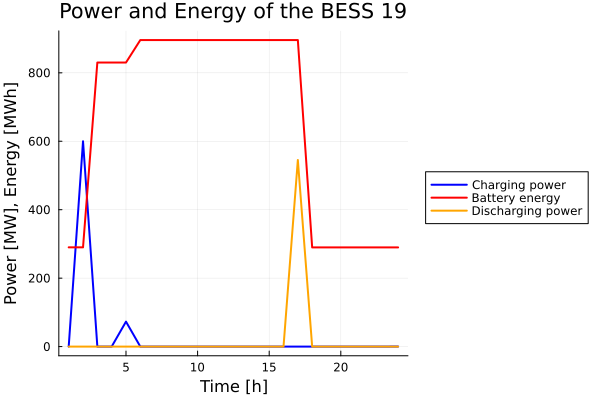 Power and Energy of the BESS 19
Power [MW], Energy [MWh]
800
600
400
200
0
5
10
15
20
Time [h]
Charging power
Battery energy
Discharging power